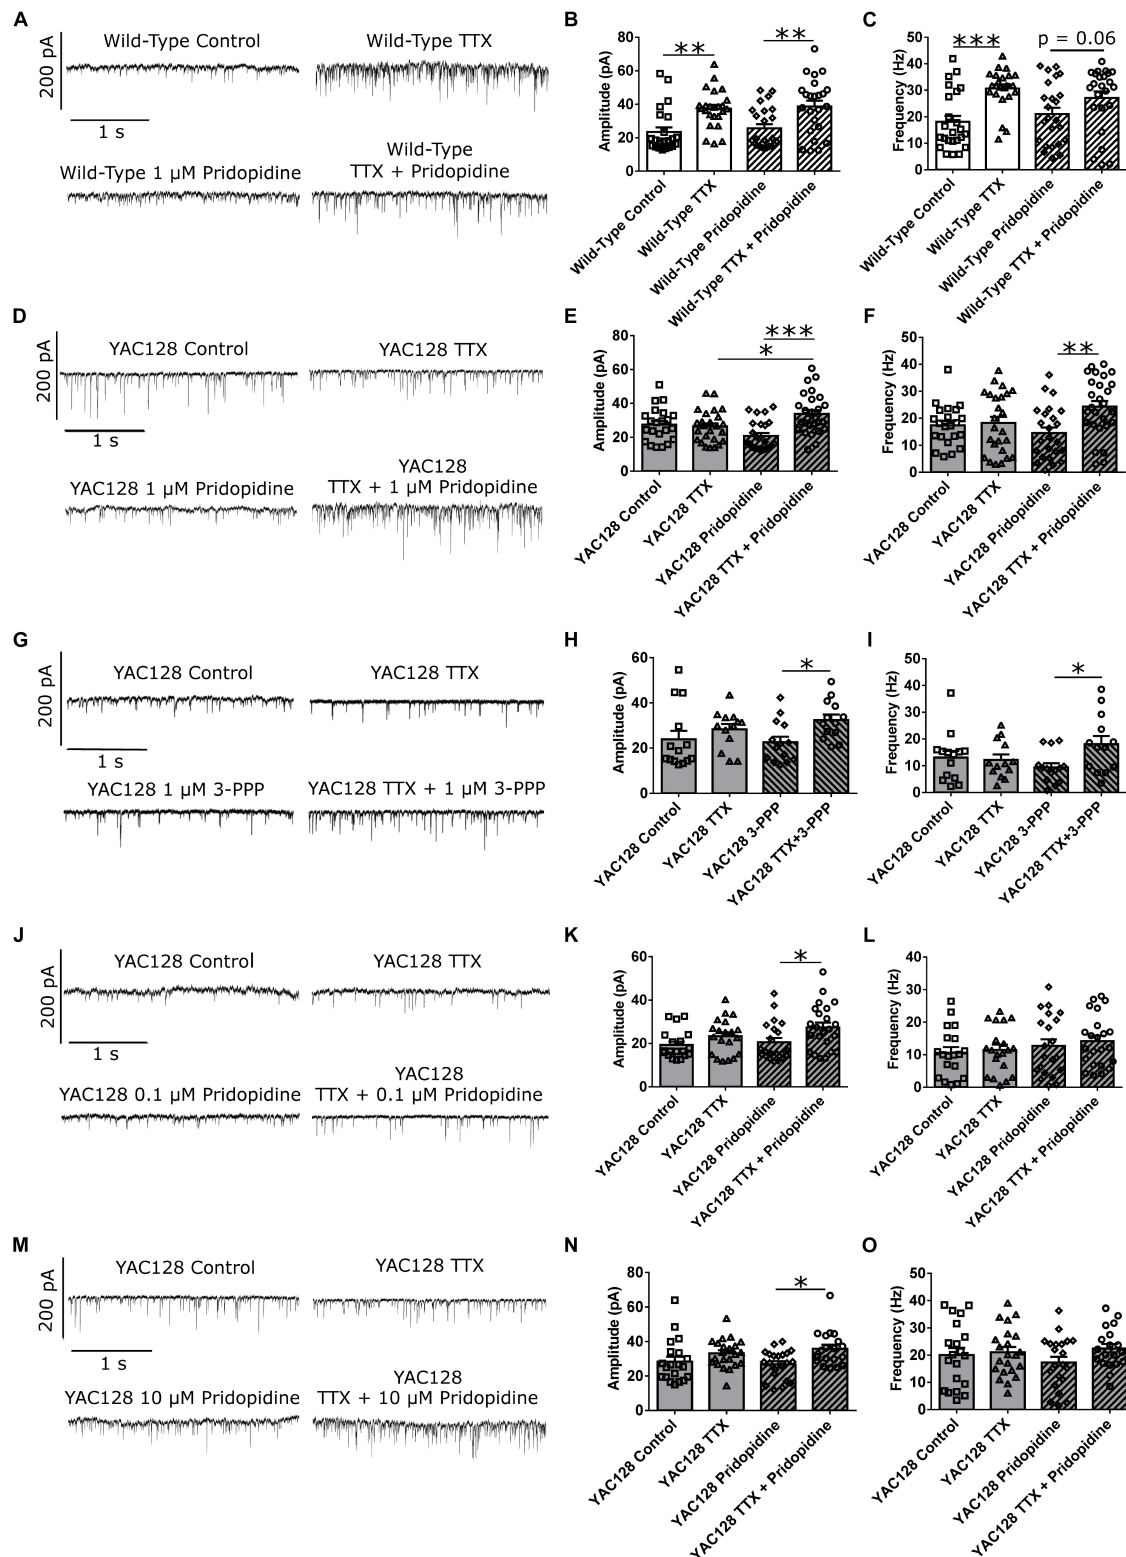 A
Wild-Type Control
Wild-Type TTX
200 pA
1 s
Wild-Type 1 µM Pridopidine
Wild-Type
TTX + Pridopidine
B
Amplitude (pA)
80
60
40
20
0
**
**
Wild-Type Control
Wild-Type TTX
Wild-Type Pridopidine
Wild-Type TTX + Pridopidine
C
Frequency (Hz)
50
40
30
20
10
0
***
p = 0.06
Wild-Type Control
Wild-Type TTX
Wild-Type Pridopidine
Wild-Type TTX + Pridopidine
D
YAC128 Control
YAC128 TTX
200 pA
1 s
YAC128 1 µM Pridopidine
YAC128
TTX + 1 µM Pridopidine
E
Amplitude (pA)
80
60
40
20
0
***
*
YAC128 Control
YAC128 TTX
YAC128 Pridopidine
YAC128 TTX + Pridopidine
F
Frequency (Hz)
50
40
30
20
10
0
**
YAC128 Control
YAC128 TTX
YAC128 Pridopidine
YAC128 TTX + Pridopidine
G
YAC128 Control
YAC128 TTX
200 pA
1 s
YAC128 1 µM 3-PPP
YAC128 TTX + 1 µM 3-PPP
H
Amplitude (pA)
60
40
20
0
*
YAC128 Control
YAC128 TTX
YAC128 3-PPP
YAC128 TTX+3-PPP
I
Frequency (Hz)
50
40
30
20
10
0
*
YAC128 Control
YAC128 TTX
YAC128 3-PPP
YAC128 TTX+3-PPP
J
YAC128 Control
YAC128 TTX
200 pA
1 s
YAC128 0.1 µM Pridopidine
YAC128
TTX + 0.1 µM Pridopidine
K
Amplitude (pA)
60
40
20
0
*
YAC128 Control
YAC128 TTX
YAC128 Pridopidine
YAC128 TTX + Pridopidine
L
Frequency (Hz)
40
30
20
10
0
YAC128 Control
YAC128 TTX
YAC128 Pridopidine
YAC128 TTX + Pridopidine
M
YAC128 Control
YAC128 TTX
200 pA
1 s
YAC128 10 µM Pridopidine
YAC128
TTX + 10 µM Pridopidine
N
Amplitude (pA)
80
60
40
20
0
*
YAC128 Control
YAC128 TTX
YAC128 Pridopidine
YAC128 TTX + Pridopidine
O
Frequency (Hz)
50
40
30
20
10
0
YAC128 Control
YAC128 TTX
YAC128 Pridopidine
YAC128 TTX + Pridopidine